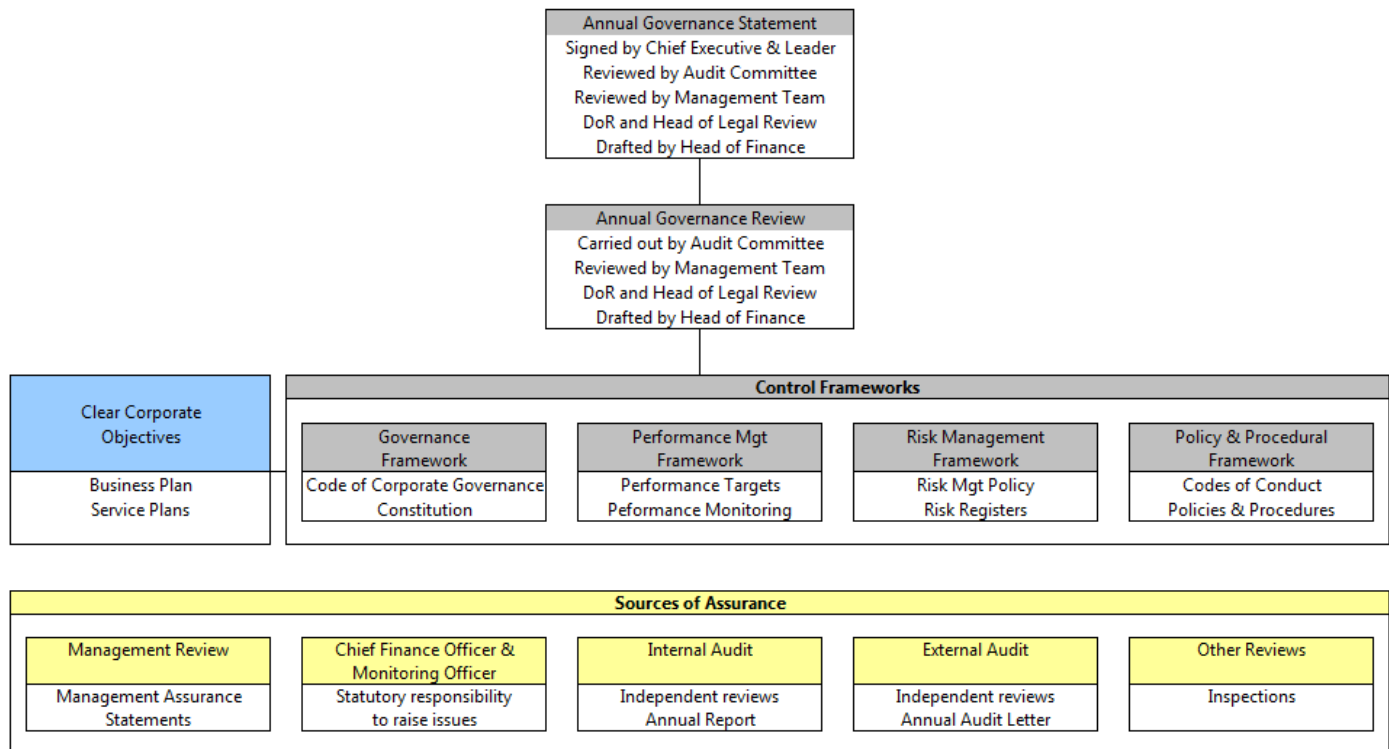 Annual Governance Statement
Signed by Chief Executive & Leader
Reviewed by Audit Committee
Reviewed by Management Team
DoR and Head of Legal Review
Drafted by Head of Finance
Annual Governance Review
Carried out by Audit Committee
Reviewed by Management Team
DoR and Head of Legal Review
Drafted by Head of Finance
Clear Corporate
Objectives
Business Plan
Service Plans
Control Frameworks
Governance
Framework
Code of Corporate Governance
Constitution
Performance Mgt
Framework
Performance Targets
Peformance Monitoring
Risk Management
Framework
Risk Mgt Policy
Risk Registers
Policy & Procedural
Framework
Codes of Conduct
Policies & Procedures
Sources of Assurance
Management Review
Management Assurance
Statements
Chief Finance Officer &
Monitoring Officer
Statutory responsibility
to raise issues
Internal Audit
Independent reviews
Annual Report
External Audit
Independent reviews
Annual Audit Letter
Other Reviews
Inspections